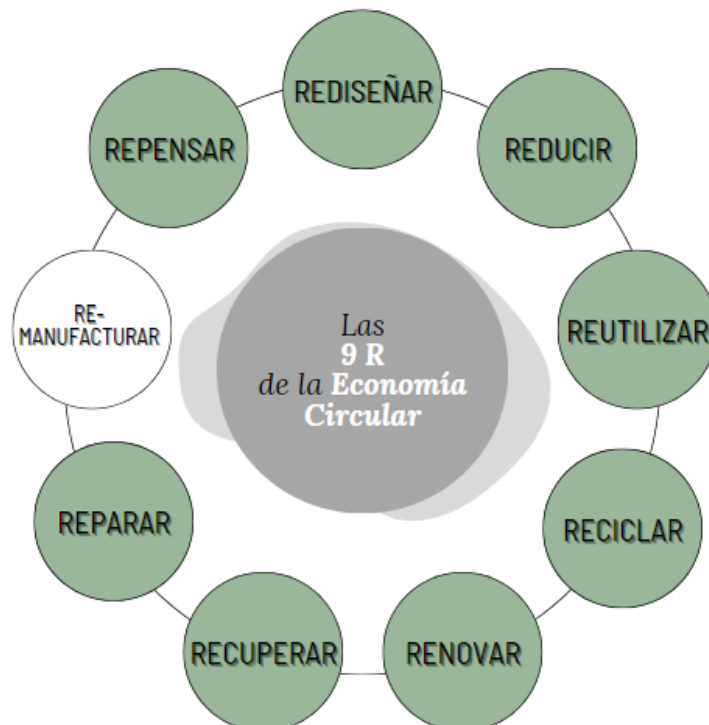 REDISEÑAR
REPENSAR
REDUCIR
RE-
MANUFACTURAR
Las
9 R
de la Economía
Circular
REUTILIZAR
REPARAR
RECICLAR
RECUPERAR
RENOVAR